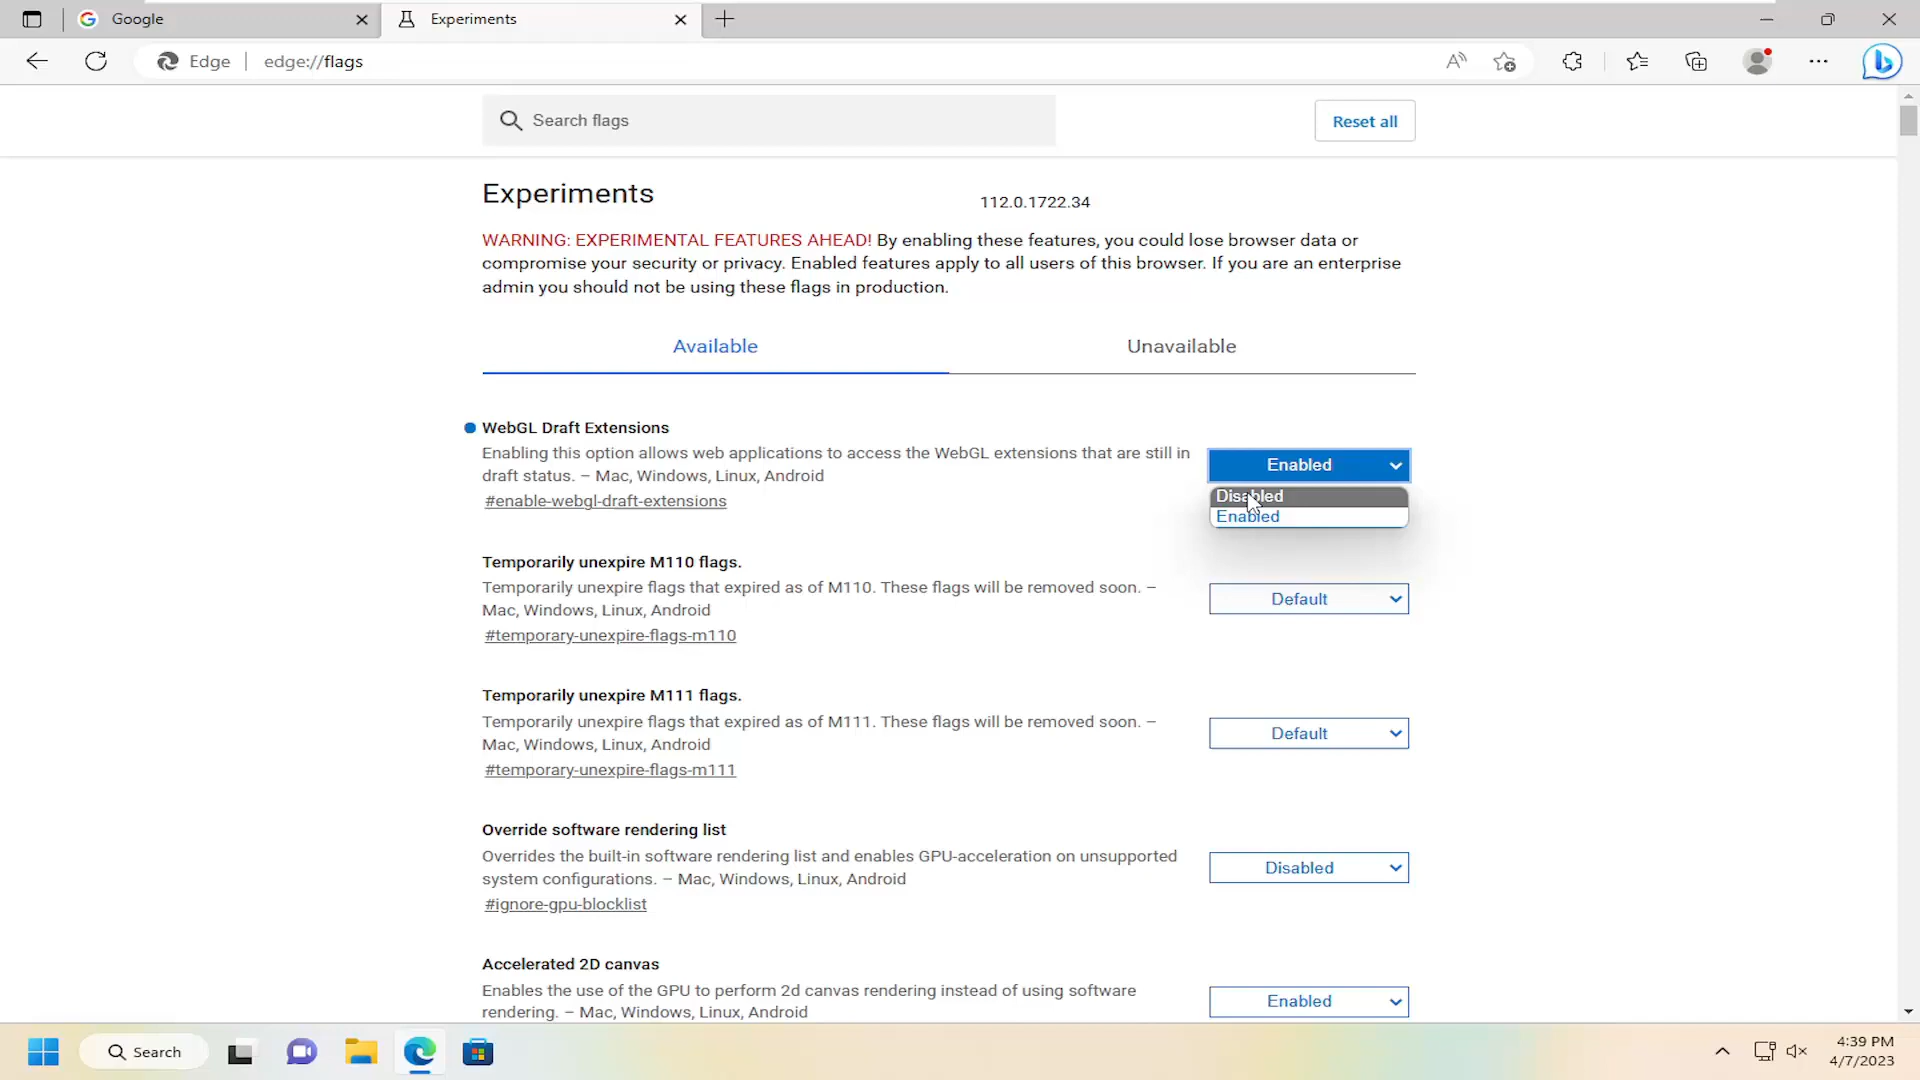 Google
Experiments
Edge
edge://flags
Search flags
Reset all
Experiments
112.0.1722.34
WARNING: EXPERIMENTAL FEATURES AHEAD! By enabling these features, you could lose browser data or
compromise your security or privacy. Enabled features apply to all users of this browser. If you are an enterprise
admin you should not be using these flags in production.
Available
Unavailable
WebGL Draft Extensions
Enabling this option allows web applications to access the WebGL extensions that are still in
draft status. – Mac, Windows, Linux, Android
#enable-webgl-draft-extensions
Enabled
Disabled
Enabled
Temporarily unexpire M110 flags.
Temporarily unexpire flags that expired as of M110. These flags will be removed soon. –
Mac, Windows, Linux, Android
#temporary-unexpire-flags-m110
Default
Temporarily unexpire M111 flags.
Temporarily unexpire flags that expired as of M111. These flags will be removed soon. –
Mac, Windows, Linux, Android
#temporary-unexpire-flags-m111
Default
Override software rendering list
Overrides the built-in software rendering list and enables GPU-acceleration on unsupported
system configurations. – Mac, Windows, Linux, Android
#ignore-gpu-blocklist
Disabled
Accelerated 2D canvas
Enables the use of the GPU to perform 2d canvas rendering instead of using software
rendering. – Mac, Windows, Linux, Android
Enabled
Search
4:39 PM
4/7/2023